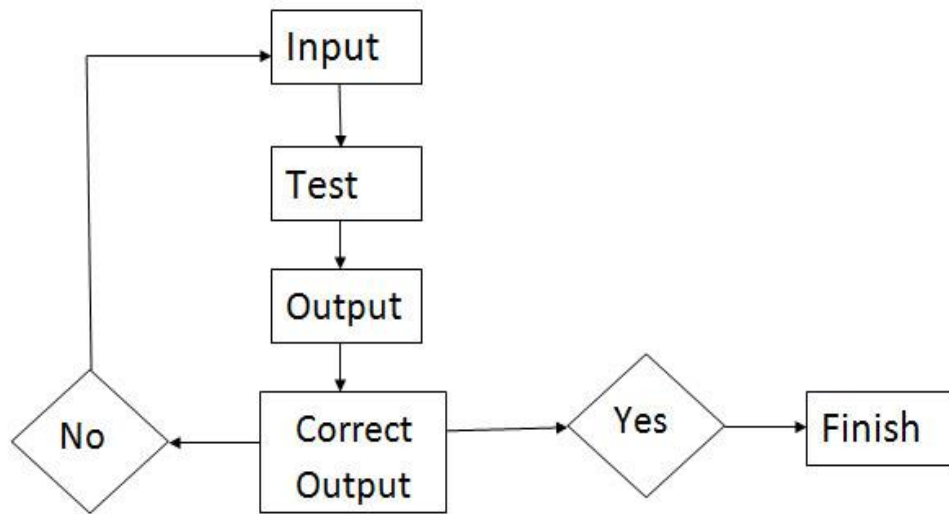 Input
Test
Output
Correct
Output
No
Yes
Finish